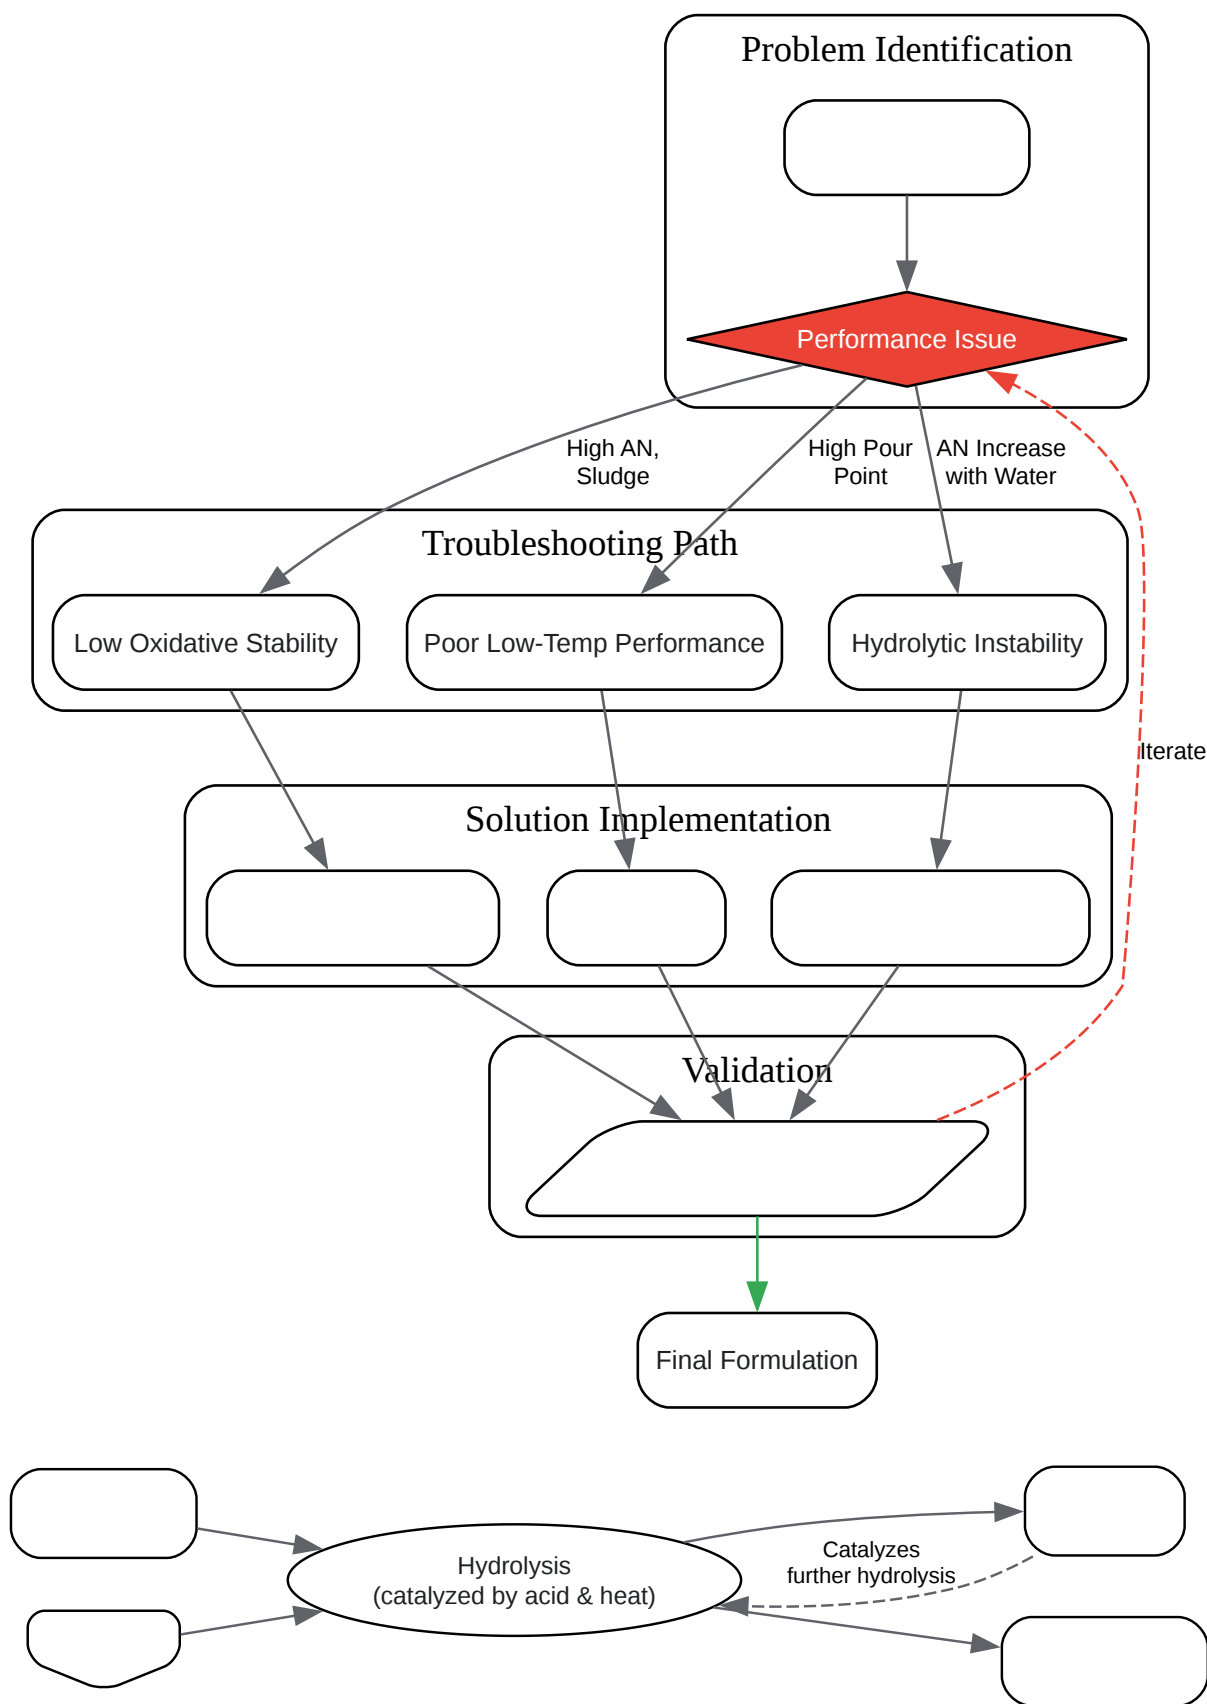 Problem Identification
Performance Issue
High AN,
Sludge
High Pour
Point
AN Increase
with Water
Troubleshooting Path
Low Oxidative Stability
Poor Low-Temp Performance
Hydrolytic Instability
Iterate
Solution Implementation
Validation
Final Formulation
Hydrolysis
(catalyzed by acid & heat)
Catalyzes
further hydrolysis